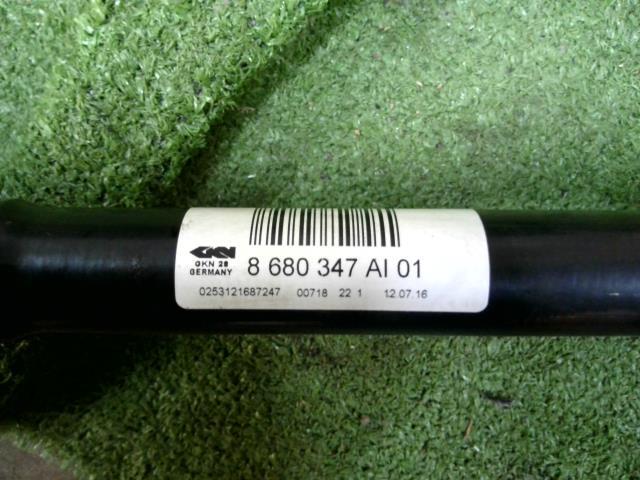 GKN
GKN 28
GERMANY
8 680 347 AI 01
0253121687247 00718 22 1 12.07.16